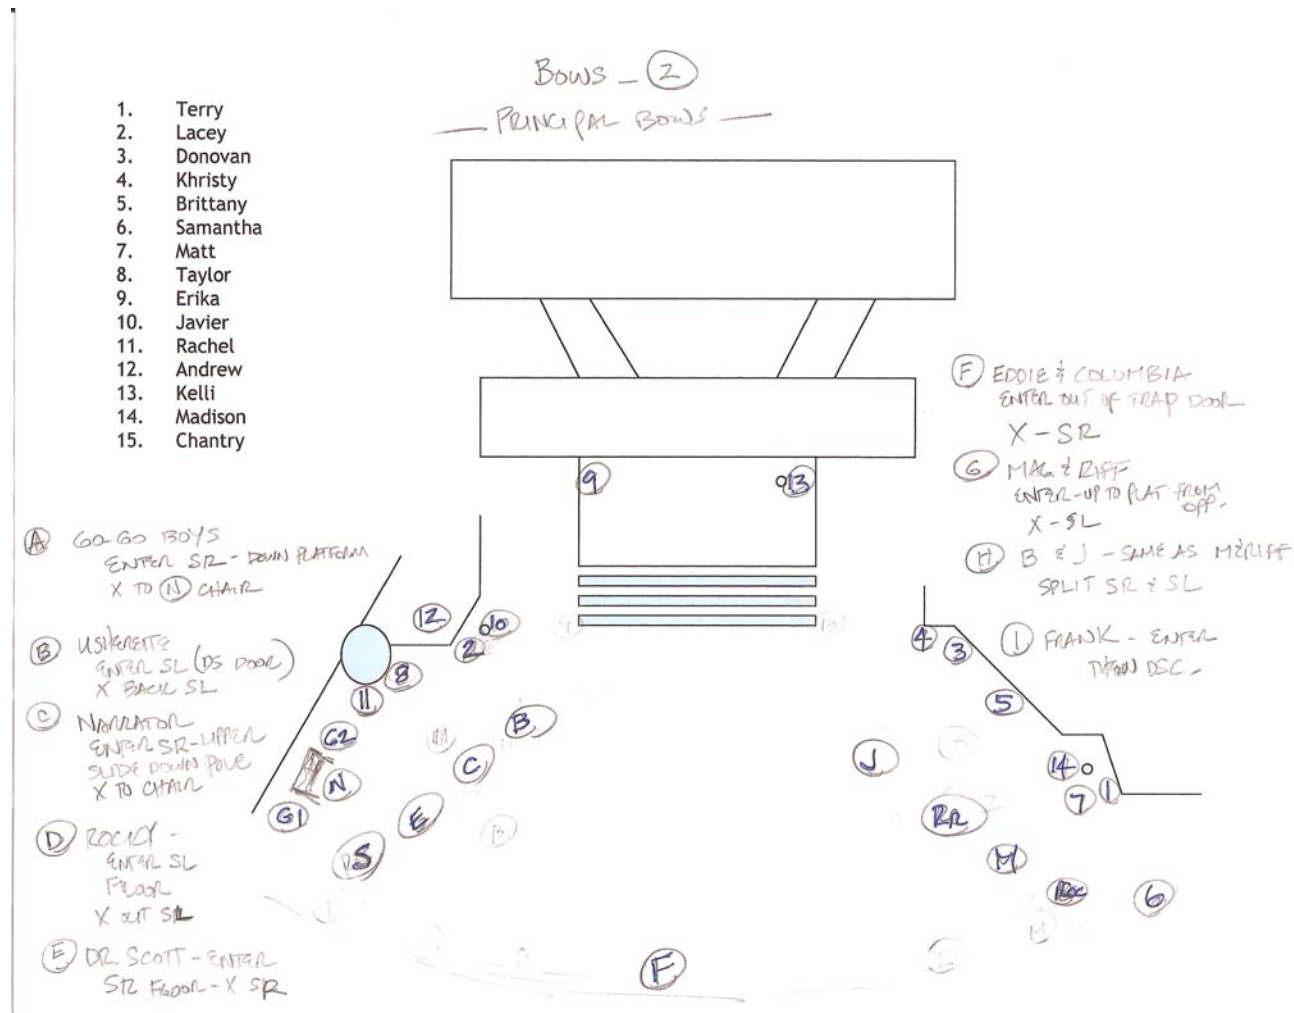 BOWS - 2
— PRINCIPAL BOWS —
1. Terry
2. Lacey
3. Donovan
4. Khristy
5. Brittany
6. Samantha
7. Matt
8. Taylor
9. Erika
10. Javier
11. Rachel
12. Andrew
13. Kelli
14. Madison
15. Chantry
A GO-GO BOYS
ENTER SR - DOWN PLATFORM
X TO N CHAIR
B USHERETTE
ENTER SL (DS DOOR)
X BACK SL
C NARRATOR
ENTER SR-UPPER
SLIDE DOWN POLE
X TO CHAIR
D ROCKY -
ENTER SL
FLOOR
X OUT SL
E DR. SCOTT - ENTER
SR FLOOR - X SR
F EDDIE & COLUMBIA
ENTER OUT OF TRAP DOOR
X - SR
G MAG & RIFF
ENTER - UP TO PLAT FROM
OPP.
X - SL
H B & J - SAME AS M & RIFF
SPLIT SR & SL
I FRANK - ENTER
DSC -
9
13
12
10
2
8
11
G2
N
G1
B
C
E
S
4
3
5
14
7
1
J
RR
M
Roc
6
F
9
13
B